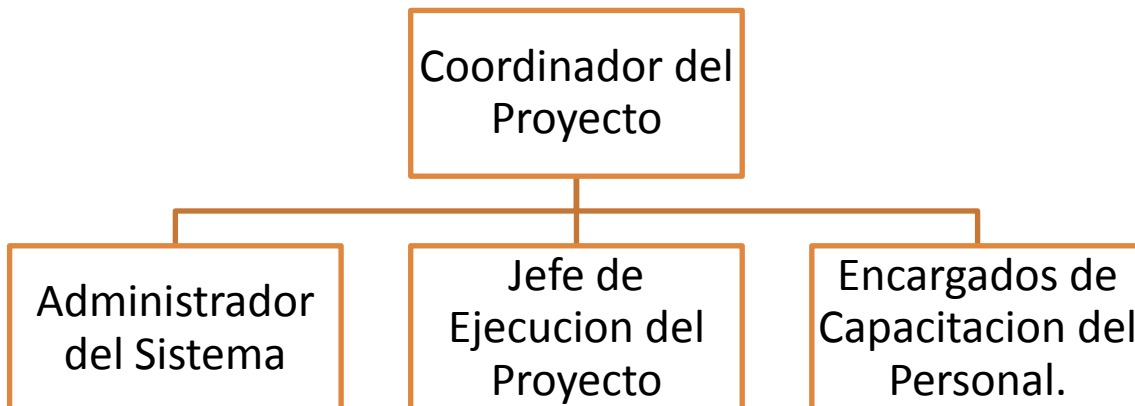 Coordinador del
Proyecto
Administrador
del Sistema
Jefe de
Ejecucion del
Proyecto
Encargados de
Capacitacion del
Personal.